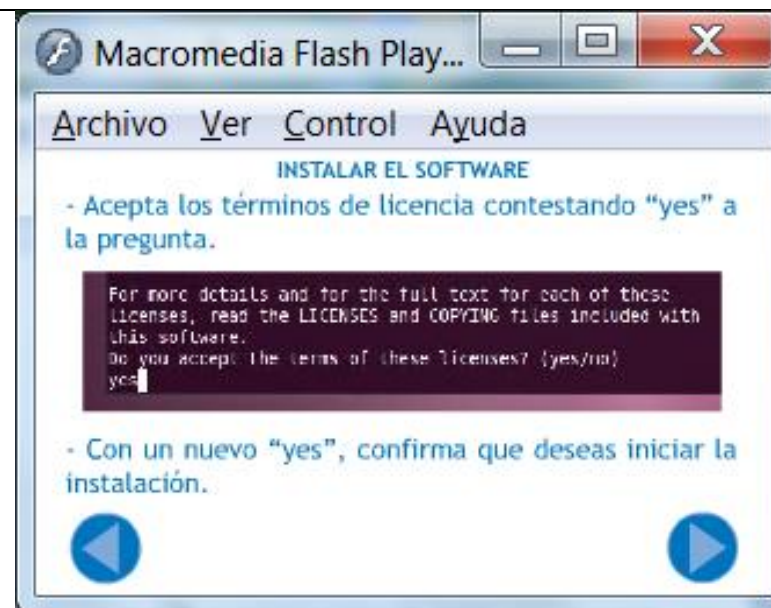 Macromedia Flash Play...
Archivo Ver Control Ayuda
INSTALAR EL SOFTWARE
- Acepta los términos de licencia contestando “yes” a
la pregunta.
For more details and for the full text for each of these
licenses, read the LICENSES and COPYING files included with
this software.
Do you accept the terms of these licenses? (yes/no)
yes
- Con un nuevo “yes”, confirma que deseas iniciar la
instalación.